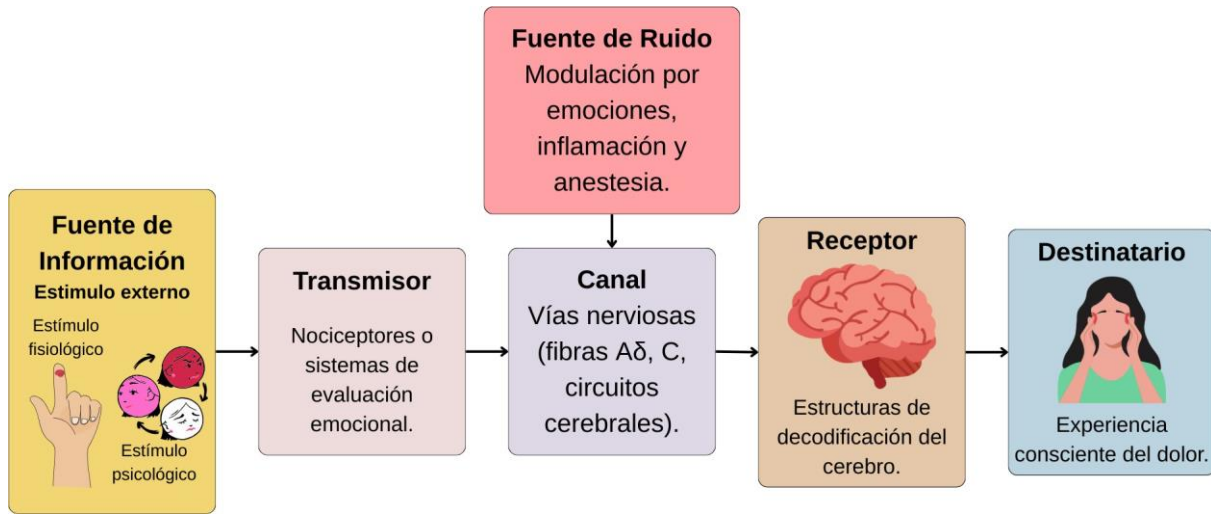 Fuente de Ruido
Modulación por
emociones,
inflamación y
anestesia.
Fuente de
Información
Estimulo externo
Estímulo
fisiológico
Estímulo
psicológico
Transmisor
Nociceptores o
sistemas de
evaluación
emocional.
Canal
Vías nerviosas
(fibras Aδ, C,
circuitos
cerebrales).
Receptor
Estructuras de
decodificación del
cerebro.
Destinatario
Experiencia
consciente del dolor.